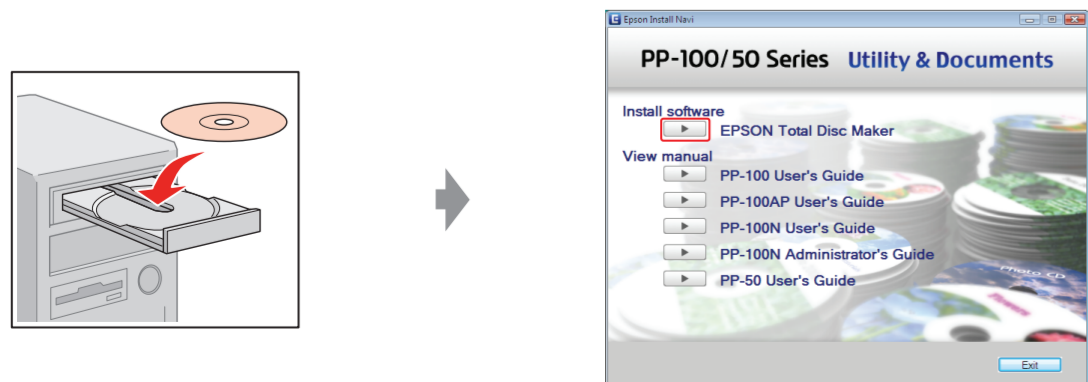 Epson Install Navi
PP-100/50 Series Utility & Documents
Install software
EPSON Total Disc Maker
View manual
PP-100 User's Guide
PP-100AP User's Guide
PP-100N User's Guide
PP-100N Administrator's Guide
PP-50 User's Guide
Photo CD
Exit